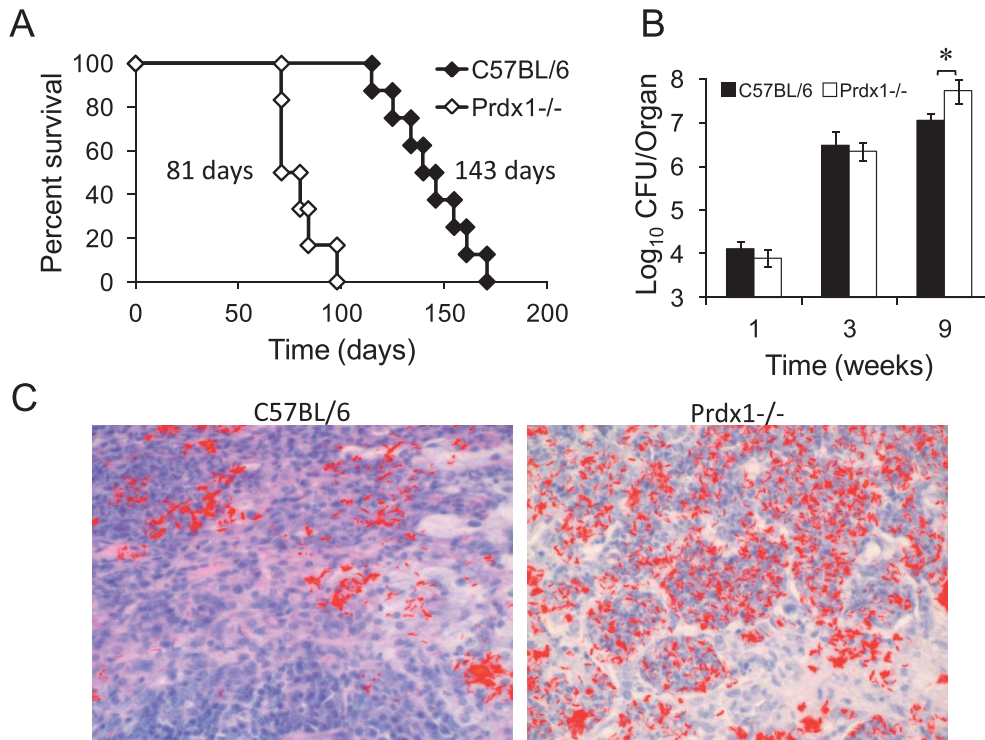 A
Percent survival
100
80
60
40
20
0
C57BL/6
Prdx1-/-
81 days
143 days
0 50 100 150 200
Time (days)
B
*
Log10 CFU/Organ
8
7
6
5
4
3
C57BL/6 Prdx1-/-
1 3 9
Time (weeks)
C
C57BL/6 Prdx1-/-